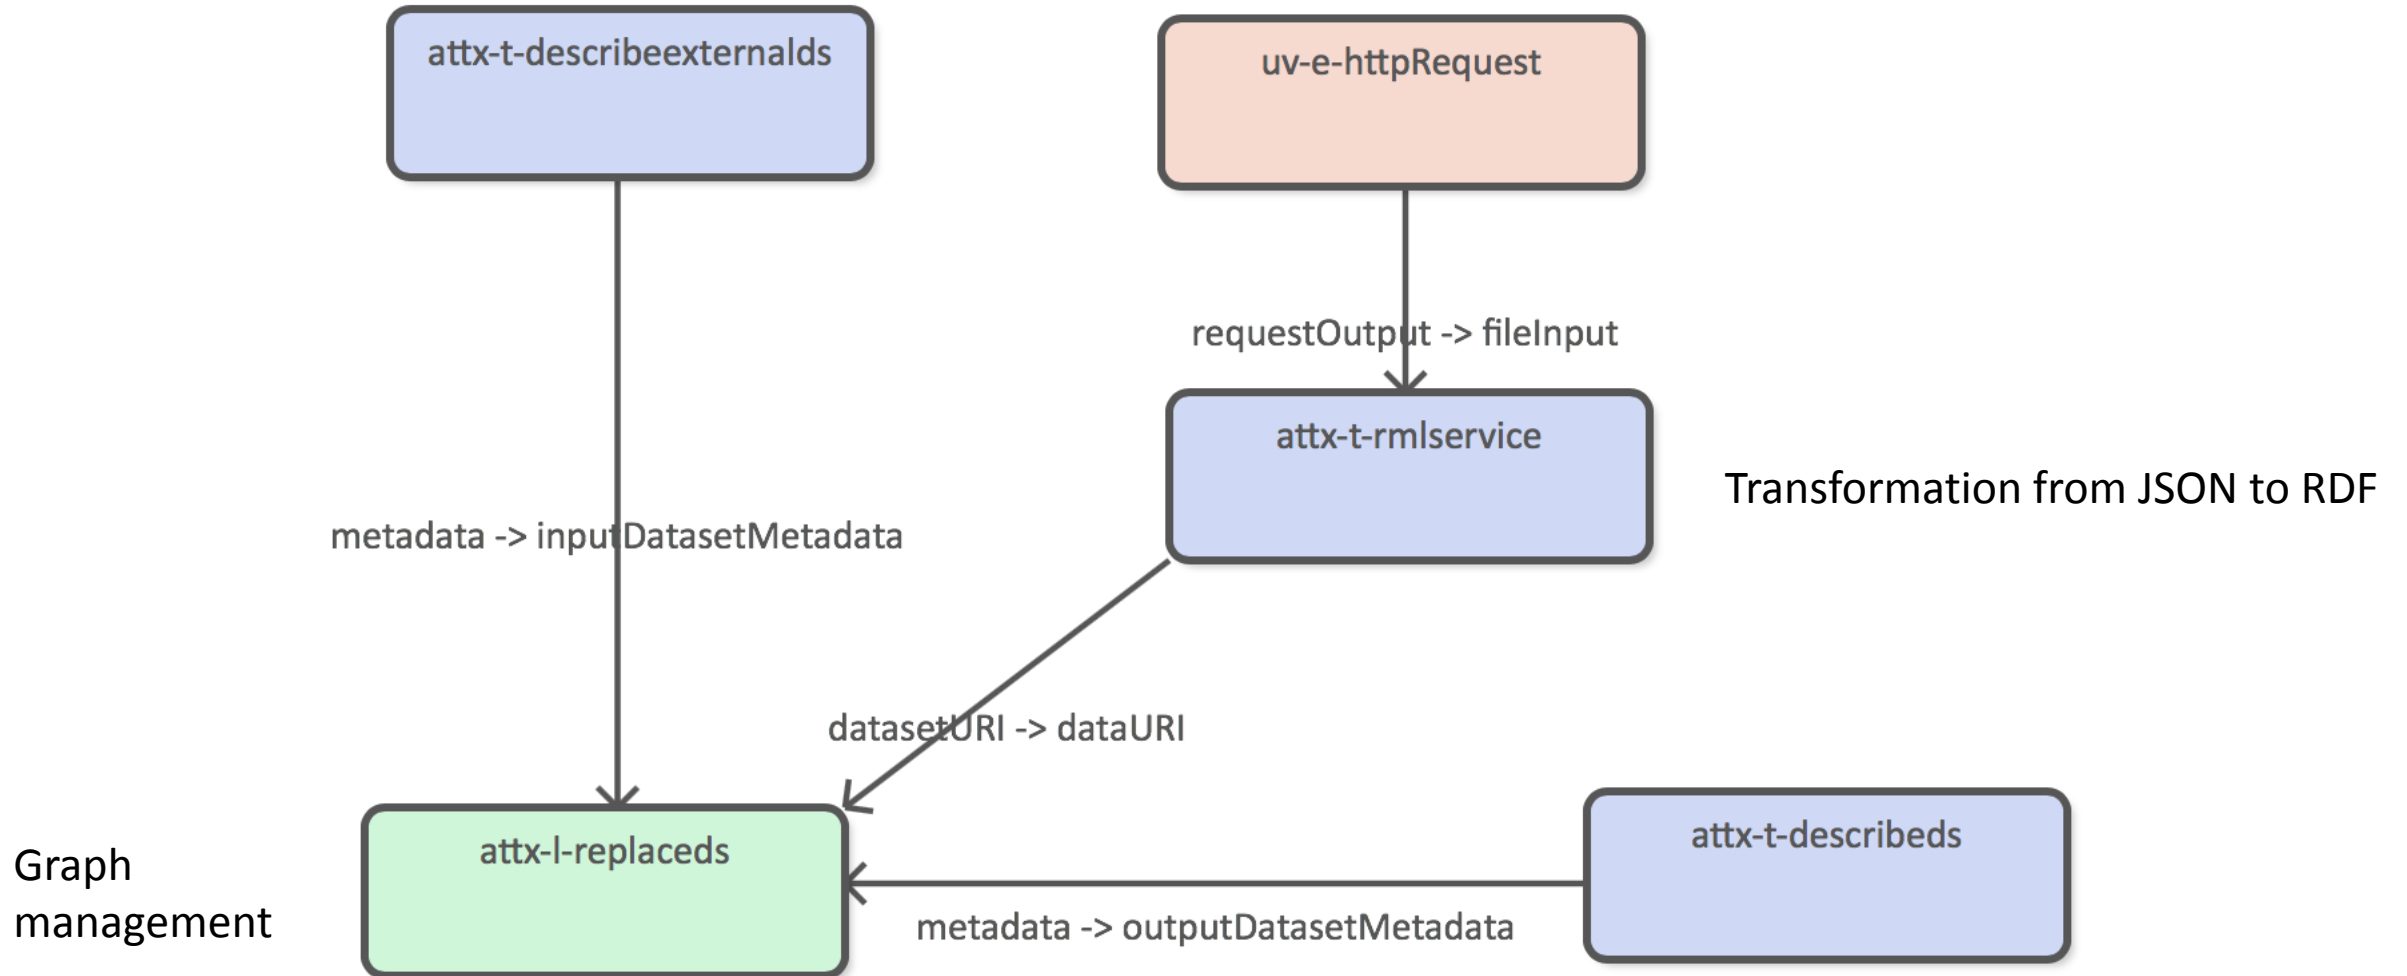 attx-t-describeexternalds
uv-e-httpRequest
requestOutput -> fileInput
attx-t-rmlservice
Transformation from JSON to RDF
metadata -> inputDatasetMetadata
datasetURI -> dataURI
attx-l-replaceds
attx-t-describeds
Graph
management
metadata -> outputDatasetMetadata